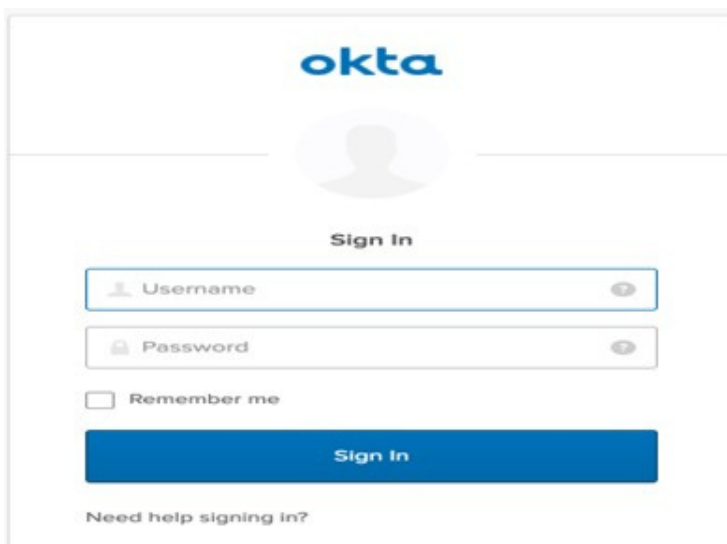 okta
Sign In
Username
Password
Remember me
Sign In
Need help signing in?